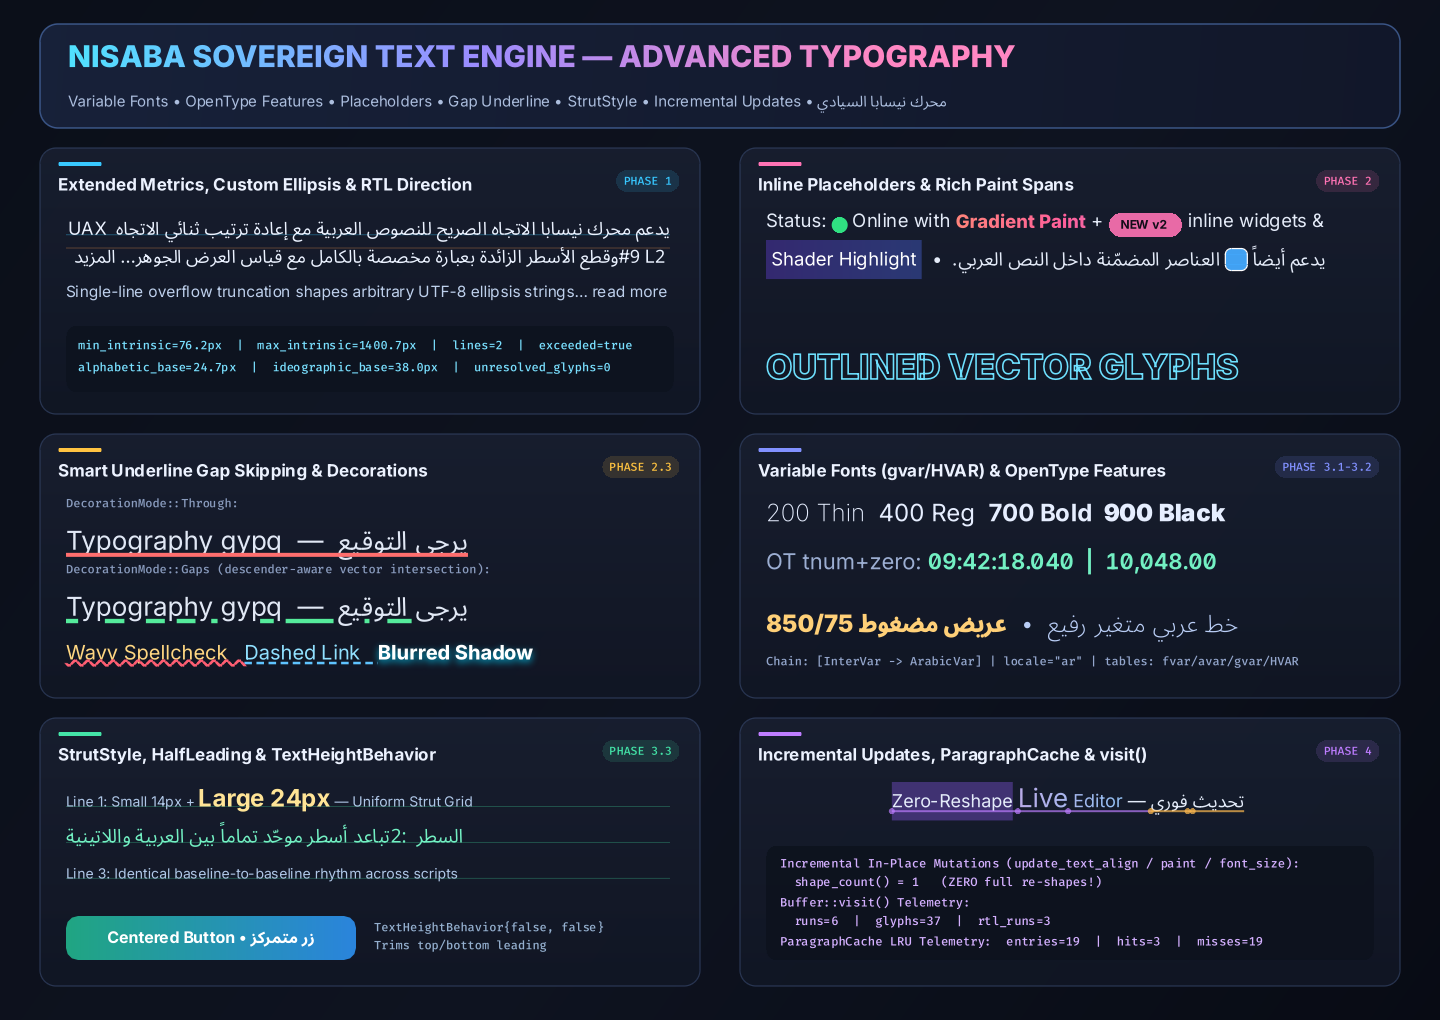 NISABA SOVEREIGN TEXT ENGINE — ADVANCED TYPOGRAPHY
Variable Fonts • OpenType Features • Placeholders • Gap Underline • StrutStyle • Incremental Updates • محرك نيسابا السيادي
Extended Metrics, Custom Ellipsis & RTL Direction
PHASE 1
يدعم محرك نيسابا الاتجاه الصريح للنصوص العربية مع إعادة ترتيب ثنائي الاتجاه UAX
#9 L2 وقطع الأسطر الزائدة بعبارة مخصصة بالكامل مع قياس العرض الجوهر... المزيد
Single-line overflow truncation shapes arbitrary UTF-8 ellipsis strings... read more
min_intrinsic=76.2px | max_intrinsic=1400.7px | lines=2 | exceeded=true
alphabetic_base=24.7px | ideographic_base=38.0px | unresolved_glyphs=0
Inline Placeholders & Rich Paint Spans
PHASE 2
Status: Online with Gradient Paint + NEW v2 inline widgets &
Shader Highlight • يدعم أيضاً العناصر المضمّنة داخل النص العربي.
OUTLINED VECTOR GLYPHS
Smart Underline Gap Skipping & Decorations
PHASE 2.3
DecorationMode::Through:
Typography gypq — يرجى التوقيع
DecorationMode::Gaps (descender-aware vector intersection):
Typography gypq — يرجى التوقيع
Wavy Spellcheck Dashed Link Blurred Shadow
Variable Fonts (gvar/HVAR) & OpenType Features
PHASE 3.1-3.2
200 Thin 400 Reg 700 Bold 900 Black
OT tnum+zero: 09:42:18.040 | 10,048.00
عريض مضغوط 850/75 • خط عربي متغير رفيع
Chain: [InterVar -> ArabicVar] | locale="ar" | tables: fvar/avar/gvar/HVAR
StrutStyle, HalfLeading & TextHeightBehavior
PHASE 3.3
Line 1: Small 14px + Large 24px — Uniform Strut Grid
السطر 2: تباعد أسطر موحّد تماماً بين العربية واللاتينية
Line 3: Identical baseline-to-baseline rhythm across scripts
Centered Button • زر متمركز
TextHeightBehavior{false, false}
Trims top/bottom leading
Incremental Updates, ParagraphCache & visit()
PHASE 4
Zero-Reshape Live Editor — تحديث فوري
Incremental In-Place Mutations (update_text_align / paint / font_size):
shape_count() = 1 (ZERO full re-shapes!)
Buffer::visit() Telemetry:
runs=6 | glyphs=37 | rtl_runs=3
ParagraphCache LRU Telemetry: entries=19 | hits=3 | misses=19